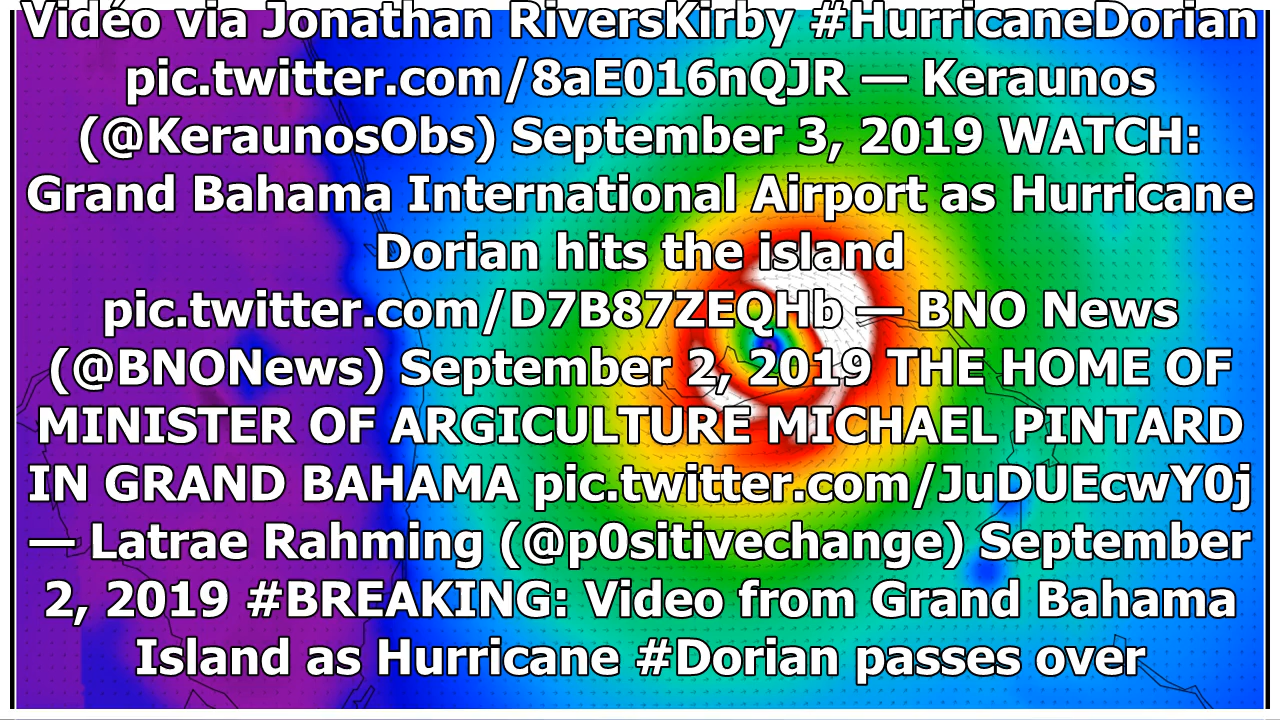 Vidéo via Jonathan RiversKirby #HurricaneDorian
pic.twitter.com/8aE016nQJR — Keraunos
(@KeraunosObs) September 3, 2019 WATCH:
Grand Bahama International Airport as Hurricane
Dorian hits the island
pic.twitter.com/D7B87ZEQHb — BNO News
(@BNONews) September 2, 2019 THE HOME OF
MINISTER OF ARGICULTURE MICHAEL PINTARD
IN GRAND BAHAMA pic.twitter.com/JuDUEcwY0j
— Latrae Rahming (@p0sitivechange) September
2, 2019 #BREAKING: Video from Grand Bahama
Island as Hurricane #Dorian passes over